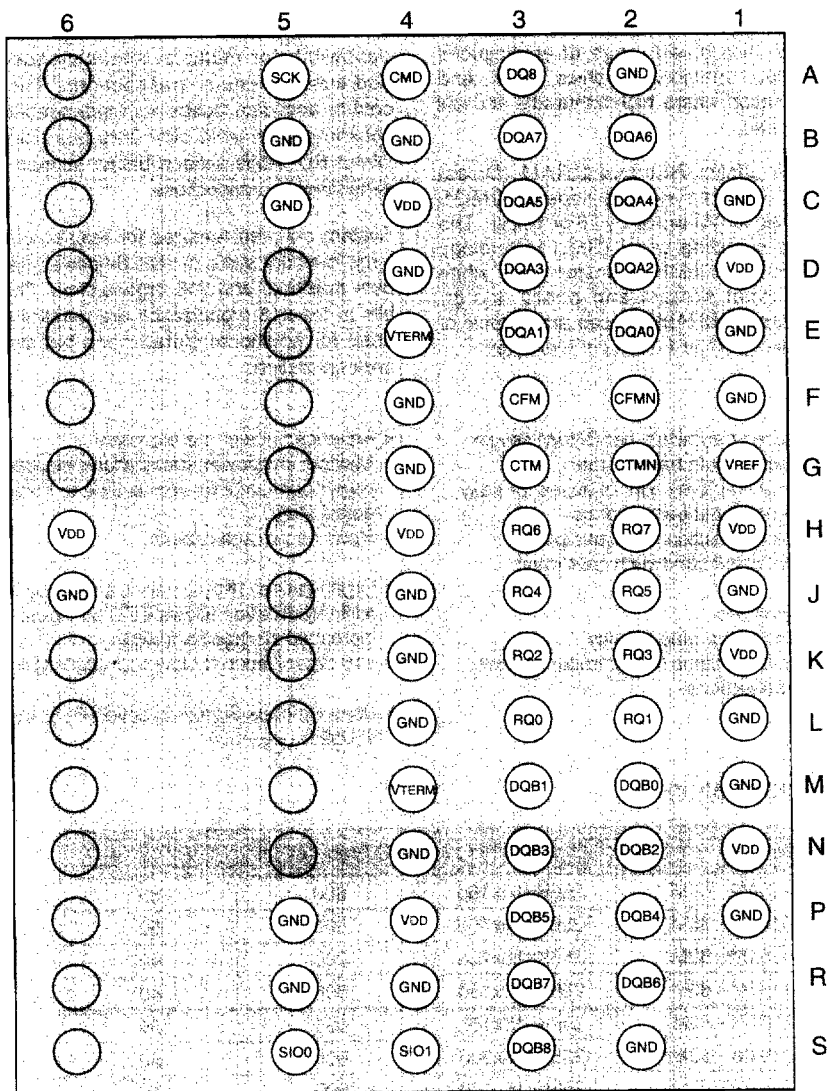 6 5 4 3 2 1
SCK CMD DQ8 GND A
GND GND DQA7 DQA6 B
GND VDD DQA5 DQA4 GND C
GND DQA3 DQA2 VDD D
VTERM DQA1 DQA0 GND E
GND CFM CFMN GND F
GND CTM CTMN VREF G
VDD VDD RQ6 RQ7 VDD H
GND GND RQ4 RQ5 GND J
GND RQ2 RQ3 VDD K
GND RQ0 RQ1 GND L
VTERM DQB1 DQB0 GND M
GND DQB3 DQB2 VDD N
GND VDD DQB5 DQB4 GND P
GND GND DQB7 DQB6 R
SIO0 SIO1 DQB8 GND S